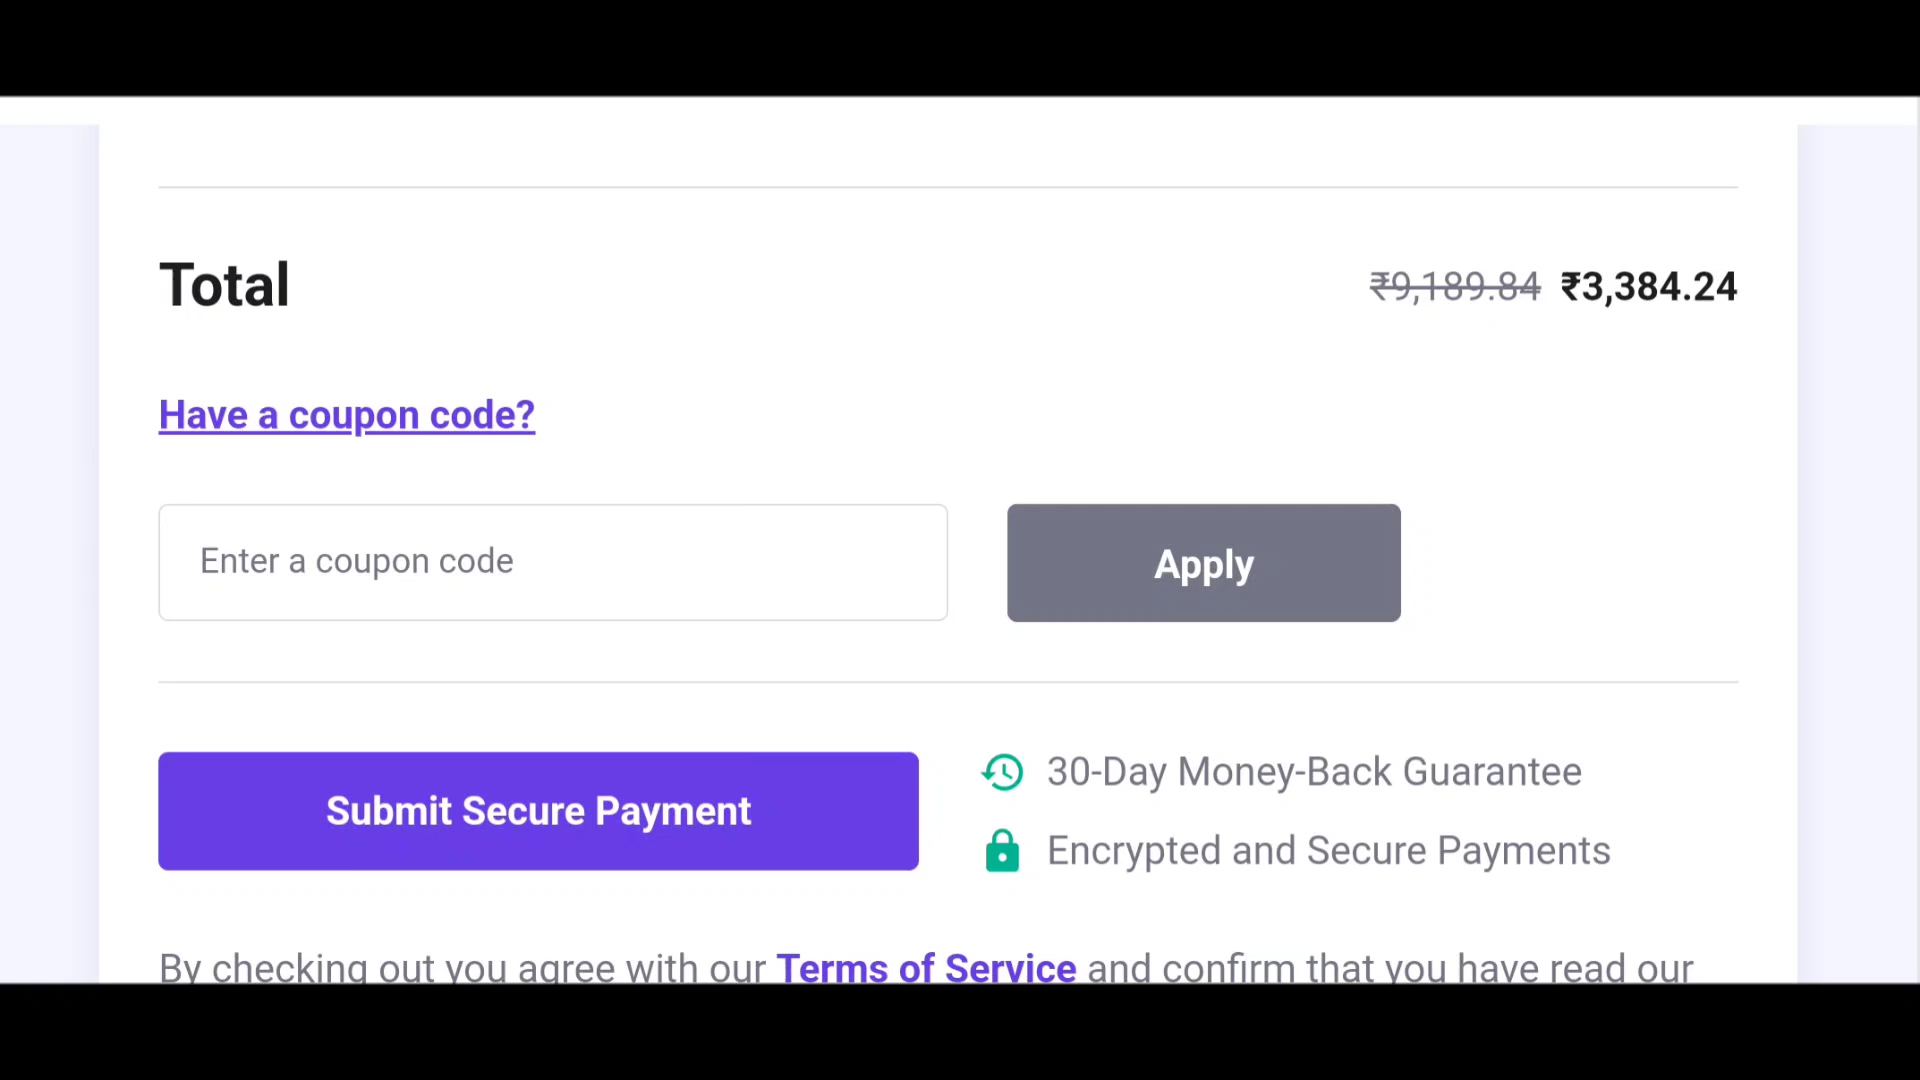 Total
₹9,189.84 ₹3,384.24
Have a coupon code?
Enter a coupon code
Apply
Submit Secure Payment
30-Day Money-Back Guarantee
Encrypted and Secure Payments
By checking out you agree with our Terms of Service and confirm that you have read our